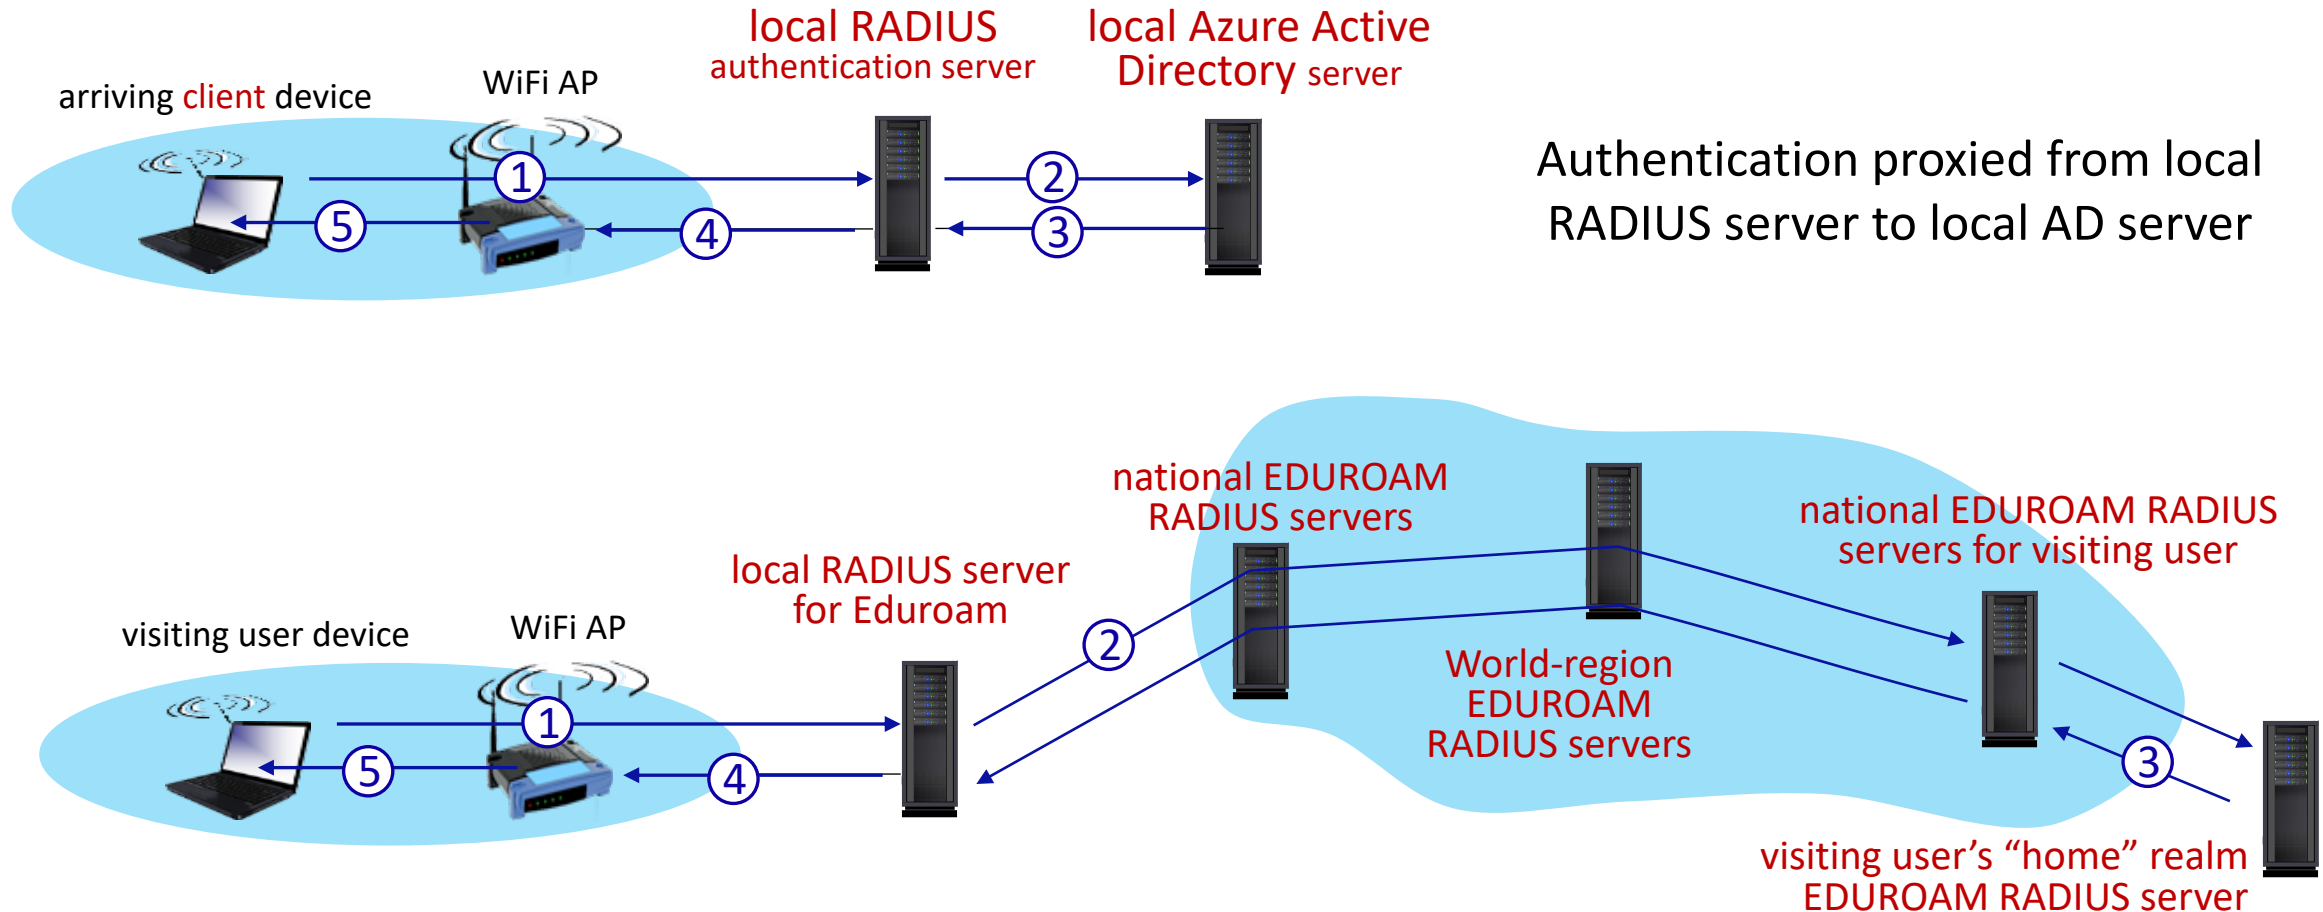 local RADIUS
authentication server
local Azure Active
Directory server
WiFi AP
arriving client device
1
2
3
4
5
Authentication proxied from local
RADIUS server to local AD server
national EDUROAM
RADIUS servers
national EDUROAM RADIUS
servers for visiting user
local RADIUS server
for Eduroam
WiFi AP
visiting user device
World-region
EDUROAM
RADIUS servers
1
2
3
4
5
visiting user’s “home” realm
EDUROAM RADIUS server